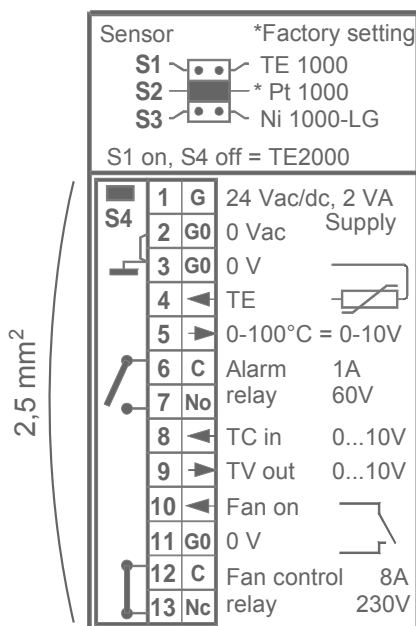 Sensor *Factory setting
S1 TE 1000
S2 * Pt 1000
S3 Ni 1000-LG
S1 on, S4 off = TE2000
S4
2,5 mm²
1 G 24 Vac/dc, 2 VA
2 G0 0 Vac Supply
3 G0 0 V
4 TE
5 0-100°C = 0-10V
6 C Alarm 1A
7 No relay 60V
8 TC in 0...10V
9 TV out 0...10V
10 Fan on
11 G0 0 V
12 C Fan control 8A
13 Nc relay 230V